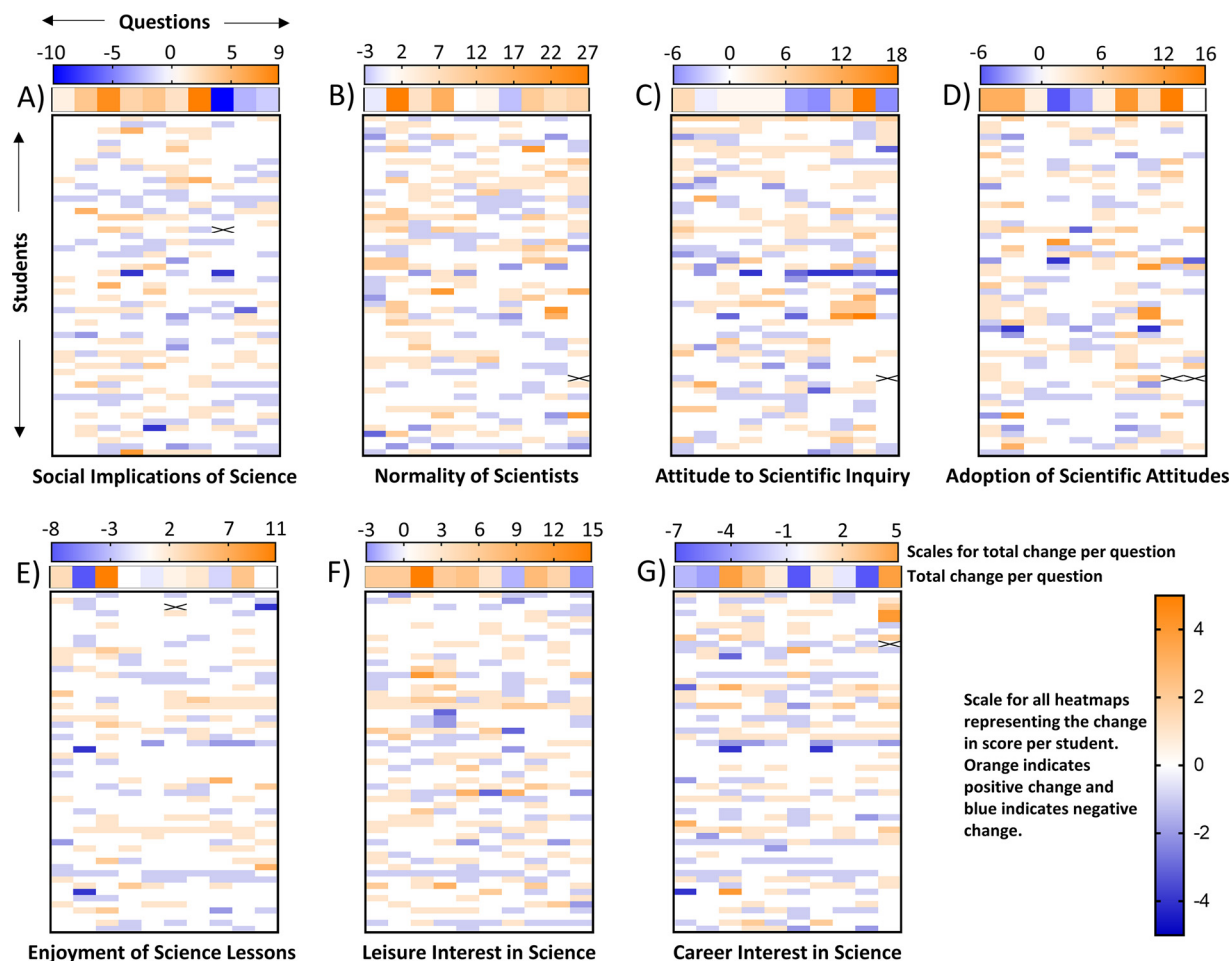 Questions
-10 -5 0 5 9
-3 2 7 12 17 22 27
-6 0 6 12 18
-6 0 6 12 16
A)
B)
C)
D)
Students
Social Implications of Science
Normality of Scientists
Attitude to Scientific Inquiry
Adoption of Scientific Attitudes
-8 -3 2 7 11
-3 0 3 6 9 12 15
-7 -4 -1 2 5
Scales for total change per question
E)
F)
G)
Total change per question
4
2
0
-2
-4
Scale for all heatmaps
representing the change
in score per student.
Orange indicates
positive change and
blue indicates negative
change.
Enjoyment of Science Lessons
Leisure Interest in Science
Career Interest in Science